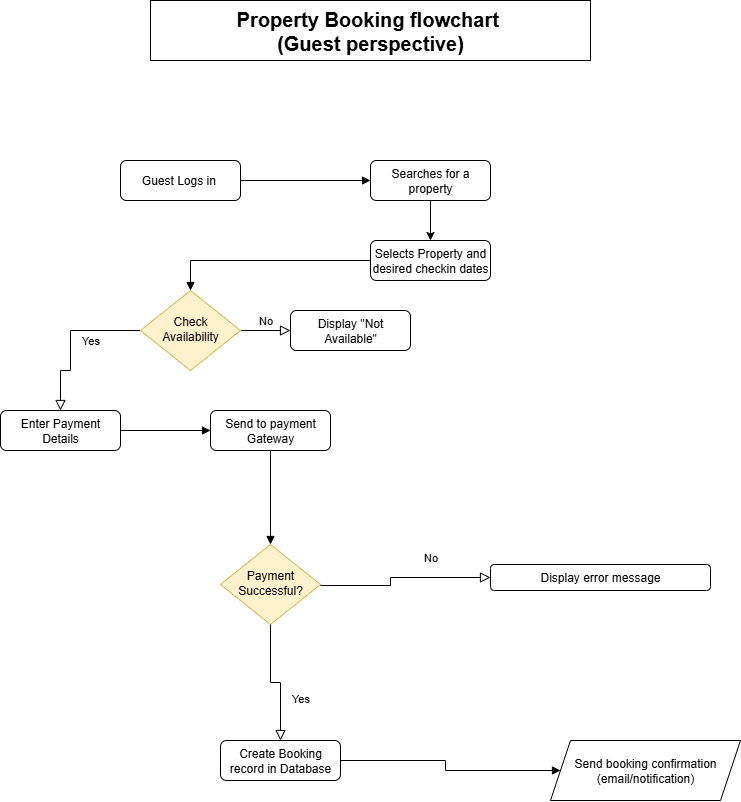 Property Booking flowchart
(Guest perspective)
Guest Logs in
Searches for a
property
Selects Property and
desired checkin dates
Check
Availability
No
Display "Not
Available"
Yes
Enter Payment
Details
Send to payment
Gateway
Payment
Successful?
No
Display error message
Yes
Create Booking
record in Database
Send booking confirmation
(email/notification)